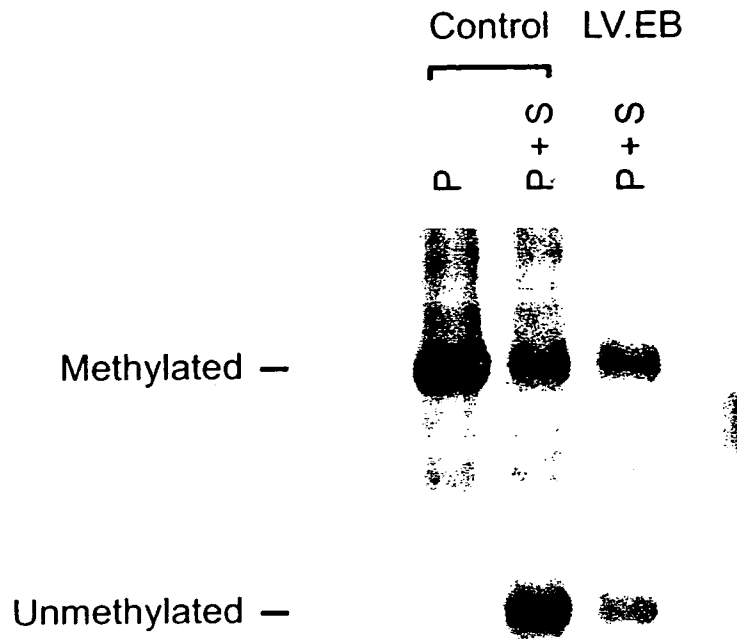 Control LV.EB
P P + S P + S
Methylated –
Unmethylated –